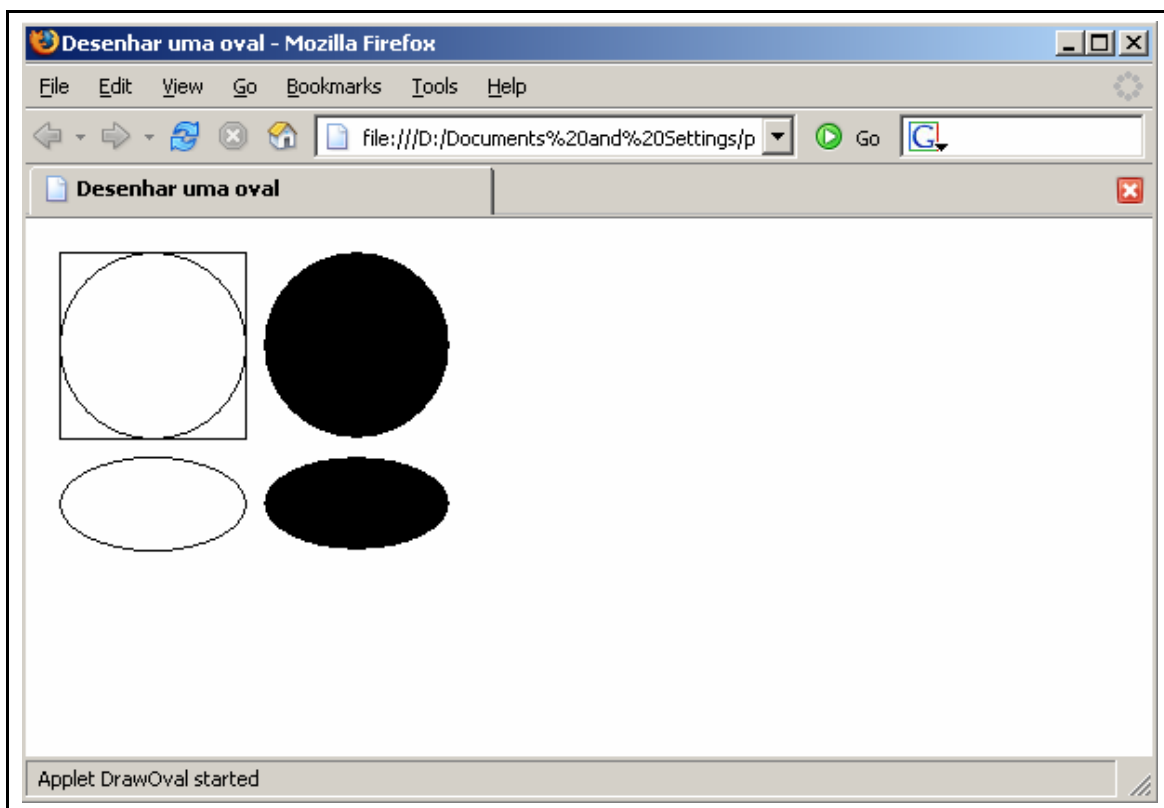 Desenhar uma oval - Mozilla Firefox
File Edit View Go Bookmarks Tools Help
file:///D:/Documents%20and%20Settings/p Go G
Desenhar uma oval
Applet DrawOval started